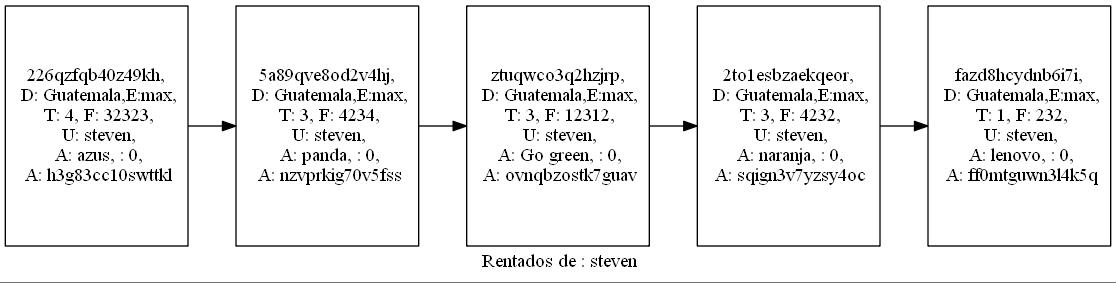 226qzfqb40z49kh,
D: Guatemala,E:max,
T: 4, F: 32323,
U: steven,
A: azus, : 0,
A: h3g83cc10swttkl
5a89qve8od2v4hj,
D: Guatemala,E:max,
T: 3, F: 4234,
U: steven,
A: panda, : 0,
A: nzvprkig70v5fss
ztuqwco3q2hzjrp,
D: Guatemala,E:max,
T: 3, F: 12312,
U: steven,
A: Go green, : 0,
A: ovnqbzostk7guav
2to1esbzaekqeor,
D: Guatemala,E:max,
T: 3, F: 4232,
U: steven,
A: naranja, : 0,
A: sqign3v7yzsy4oc
fazd8hcydnb6i7i,
D: Guatemala,E:max,
T: 1, F: 232,
U: steven,
A: lenovo, : 0,
A: ff0mtguwn3l4k5q
Rentados de : steven